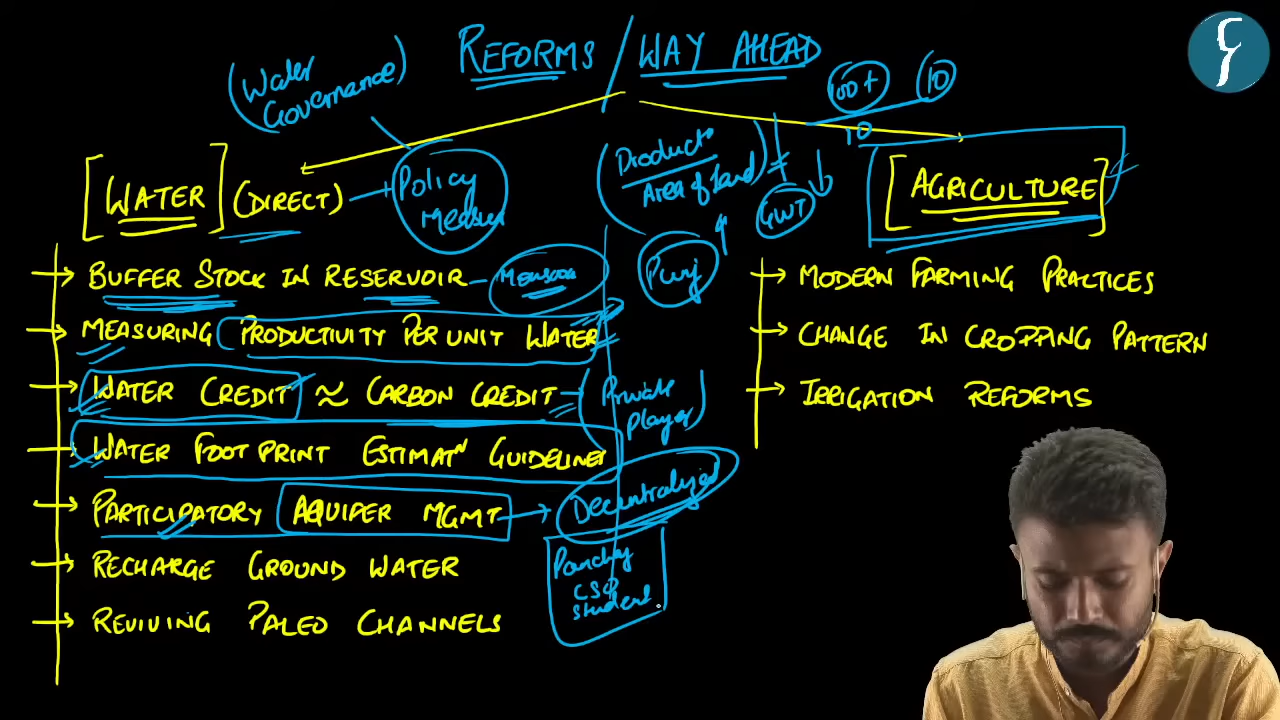 REFORMS / WAY AHEAD
(Water
Governance)
100+ 10
10
[WATER] (DIRECT)
Policy
Measure
Product
Area of land
GWT
[AGRICULTURE]
→ BUFFER STOCK IN RESERVOIR - Monsoon
Punj
→ MEASURING PRODUCTIVITY PER UNIT WATER
→ WATER CREDIT ≈ CARBON CREDIT
(Private
Player)
→ WATER FOOT PRINT ESTIMATN GUIDELINES
→ PARTICIPATORY AQUIFER MGMT → Decentralized
Panchay
CSO
Student
→ RECHARGE GROUND WATER
→ REVIVING PALEO CHANNELS
→ MODERN FARMING PRACTICES
→ CHANGE IN CROPPING PATTERN
→ IRRIGATION REFORMS